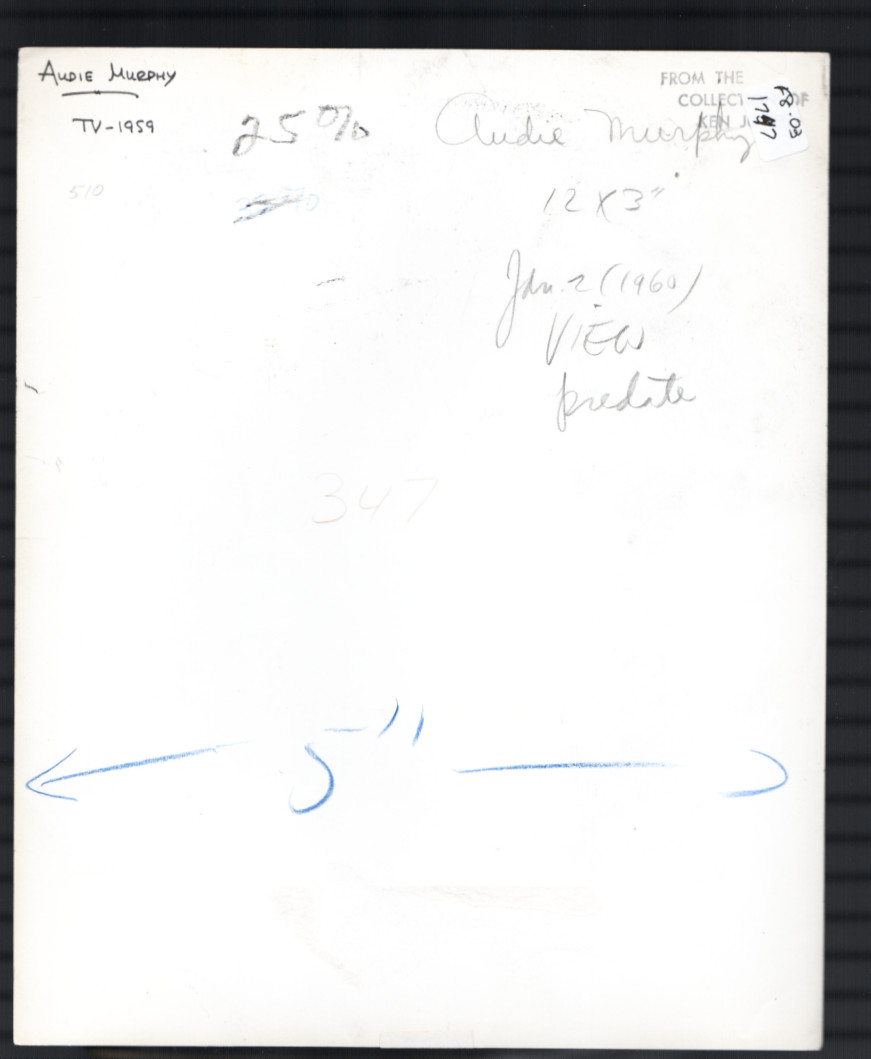 AUDIE MURPHY
TV-1959
25%
FROM THE
COLLECT OF
KEN J
Audie Murphy
12 X 3"
Jan. 2 (1960)
VIEW
predate
510
347
5"